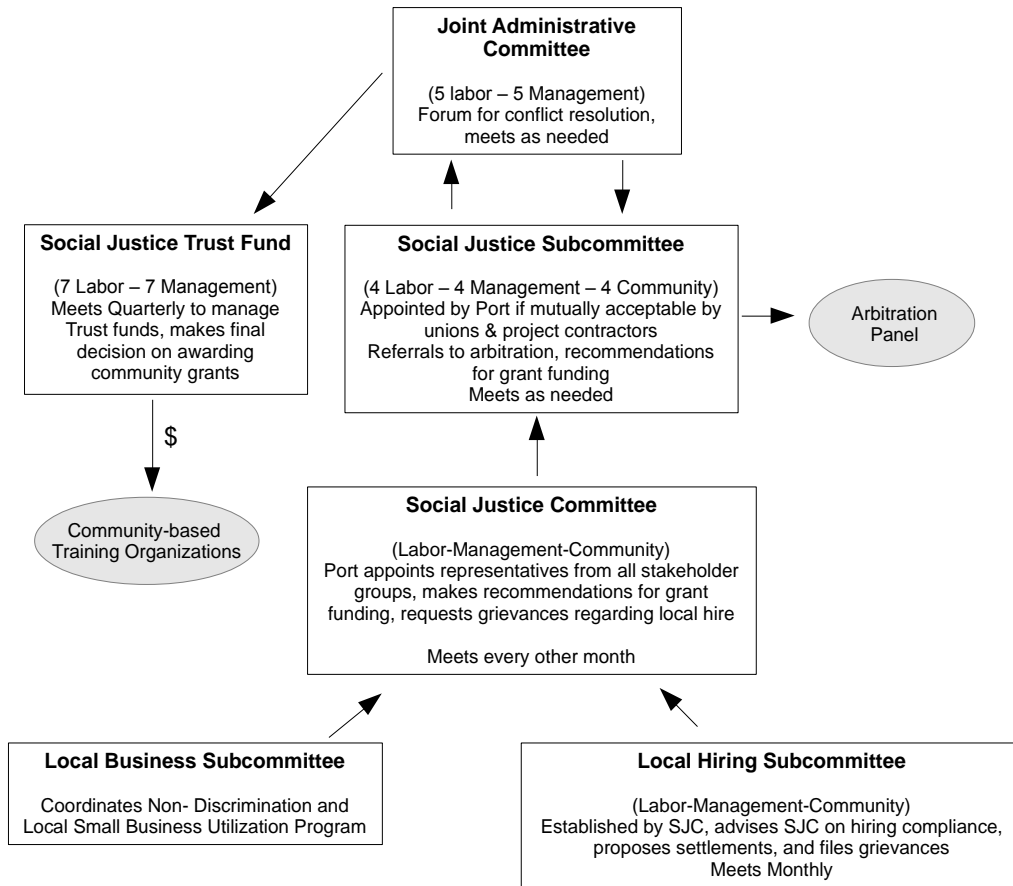 Joint Administrative
Committee
(5 labor – 5 Management)
Forum for conflict resolution,
meets as needed
Social Justice Trust Fund
(7 Labor – 7 Management)
Meets Quarterly to manage
Trust funds, makes final
decision on awarding
community grants
Social Justice Subcommittee
(4 Labor – 4 Management – 4 Community)
Appointed by Port if mutually acceptable by
unions & project contractors
Referrals to arbitration, recommendations
for grant funding
Meets as needed
Arbitration
Panel
$
Community-based
Training Organizations
Social Justice Committee
(Labor-Management-Community)
Port appoints representatives from all stakeholder
groups, makes recommendations for grant
funding, requests grievances regarding local hire
Meets every other month
Local Business Subcommittee
Coordinates Non- Discrimination and
Local Small Business Utilization Program
Local Hiring Subcommittee
(Labor-Management-Community)
Established by SJC, advises SJC on hiring compliance,
proposes settlements, and files grievances
Meets Monthly